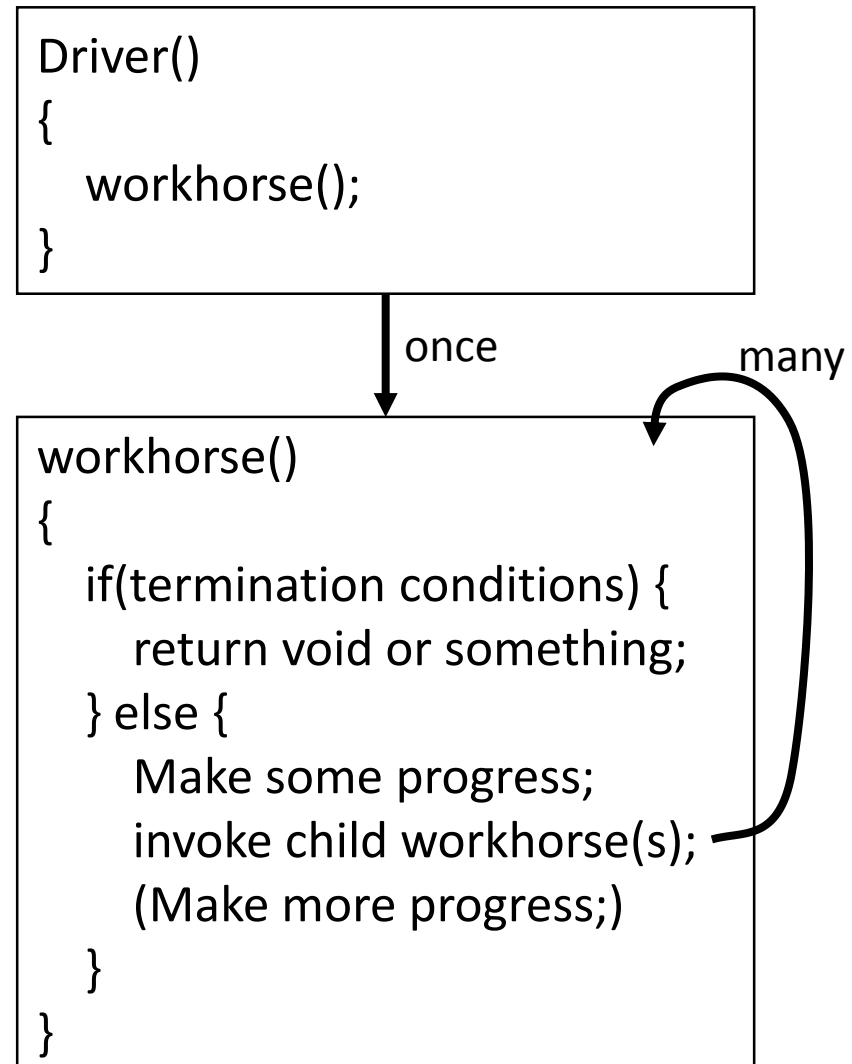 Driver()
{
workhorse();
}
once
many
workhorse()
{
if(termination conditions) {
return void or something;
} else {
Make some progress;
invoke child workhorse(s);
(Make more progress;)
}
}